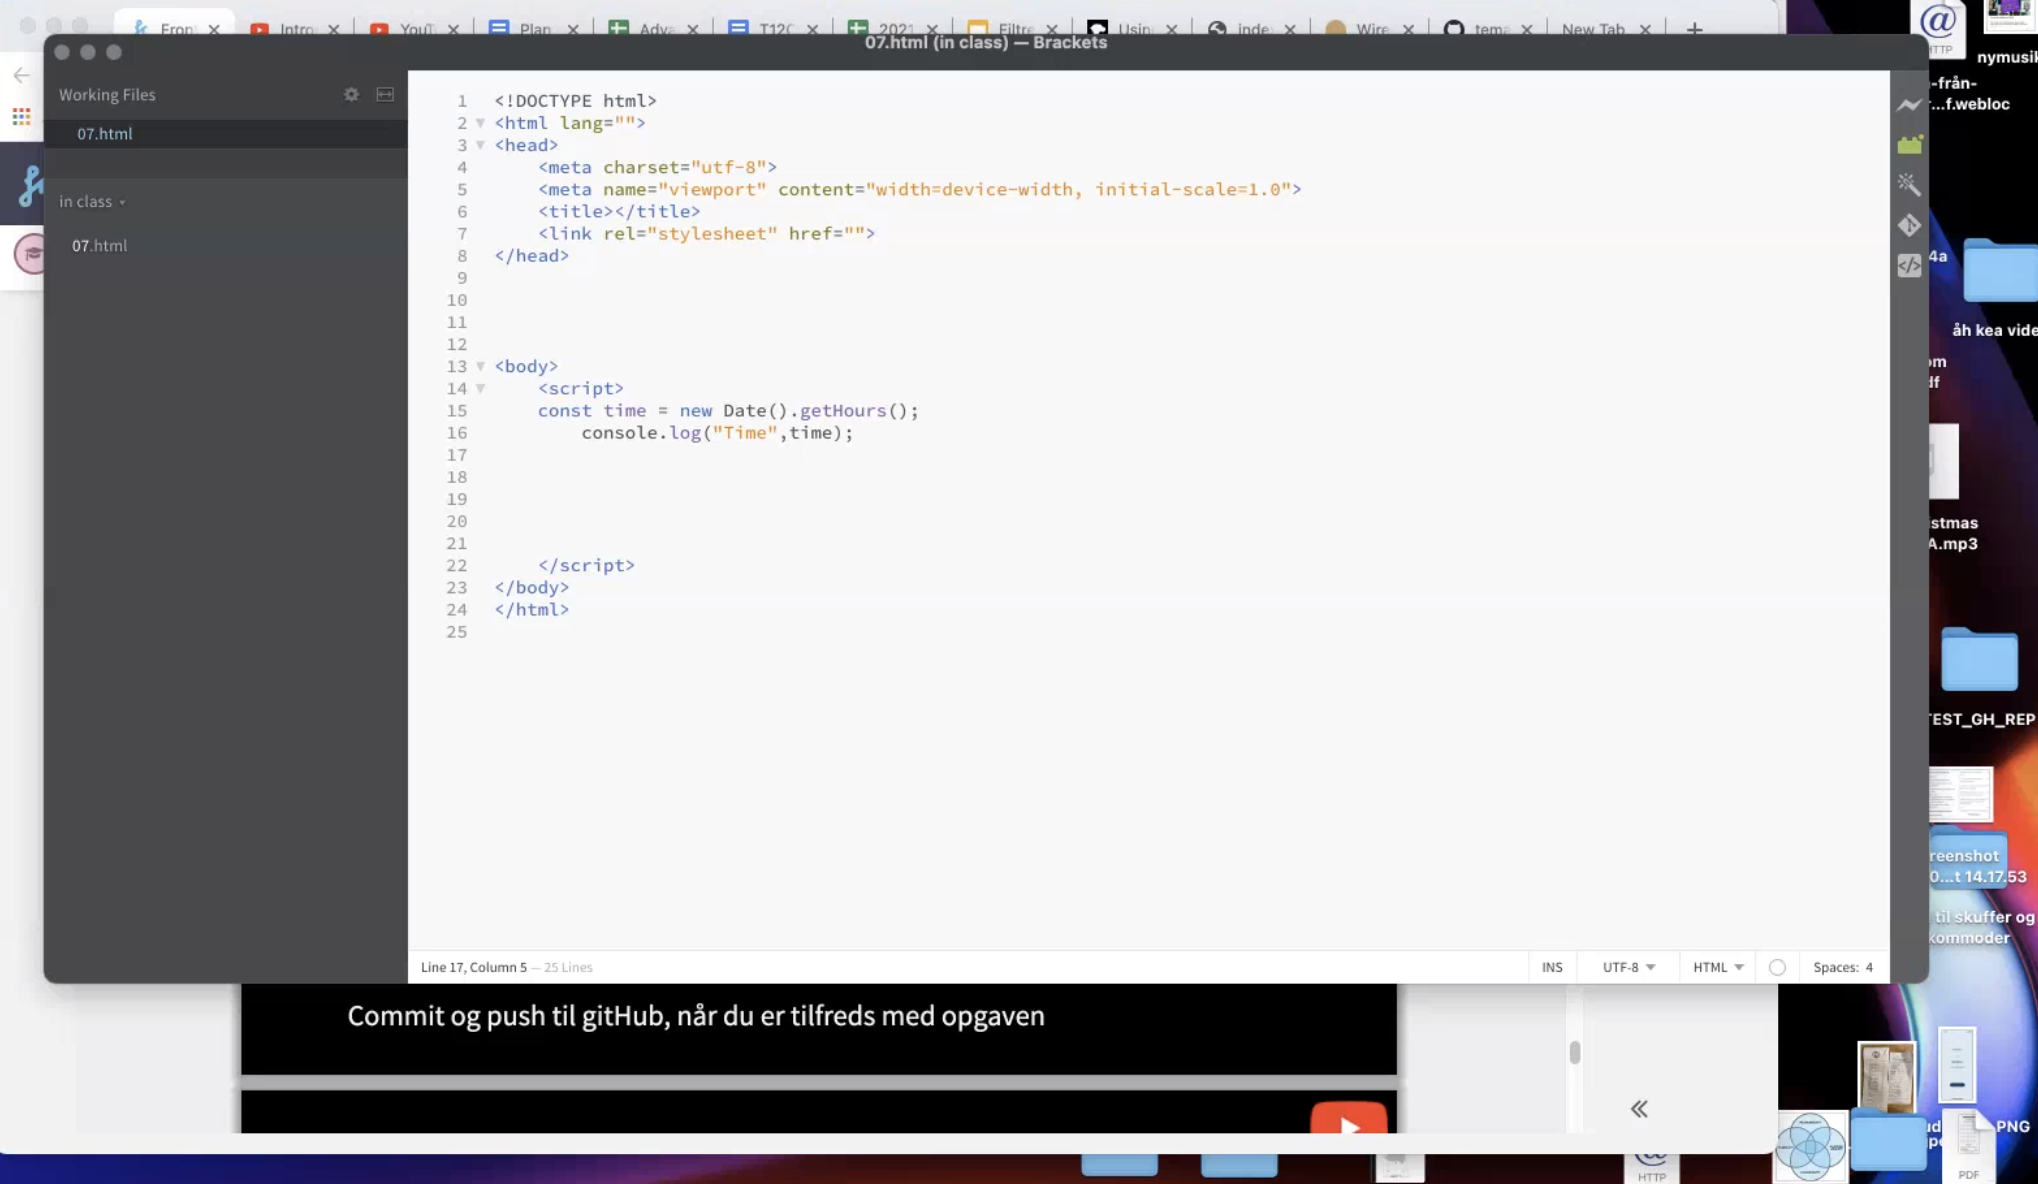 Fron
Intro
YouT
Plan
Adva
T12C
2021
Filtre
Usin
inde
Wire
tema
New Tab
07.html (in class) — Brackets
Working Files
07.html
in class
07.html
1 <!DOCTYPE html>
2 <html lang="">
3 <head>
4 <meta charset="utf-8">
5 <meta name="viewport" content="width=device-width, initial-scale=1.0">
6 <title></title>
7 <link rel="stylesheet" href="">
8 </head>
9
10
11
12
13 <body>
14 <script>
15 const time = new Date().getHours();
16 console.log("Time",time);
17
18
19
20
21
22 </script>
23 </body>
24 </html>
25
Line 17, Column 5 — 25 Lines
INS
UTF-8
HTML
Spaces: 4
Commit og push til gitHub, når du er tilfreds med opgaven
HTTP
nymusik
-från-
...f.webloc
4a
åh kea vide
om
df
istmas
A.mp3
TEST_GH_REP
reenshot
0...t 14.17.53
til skuffer og
kommoder
PNG
HTTP
PDF